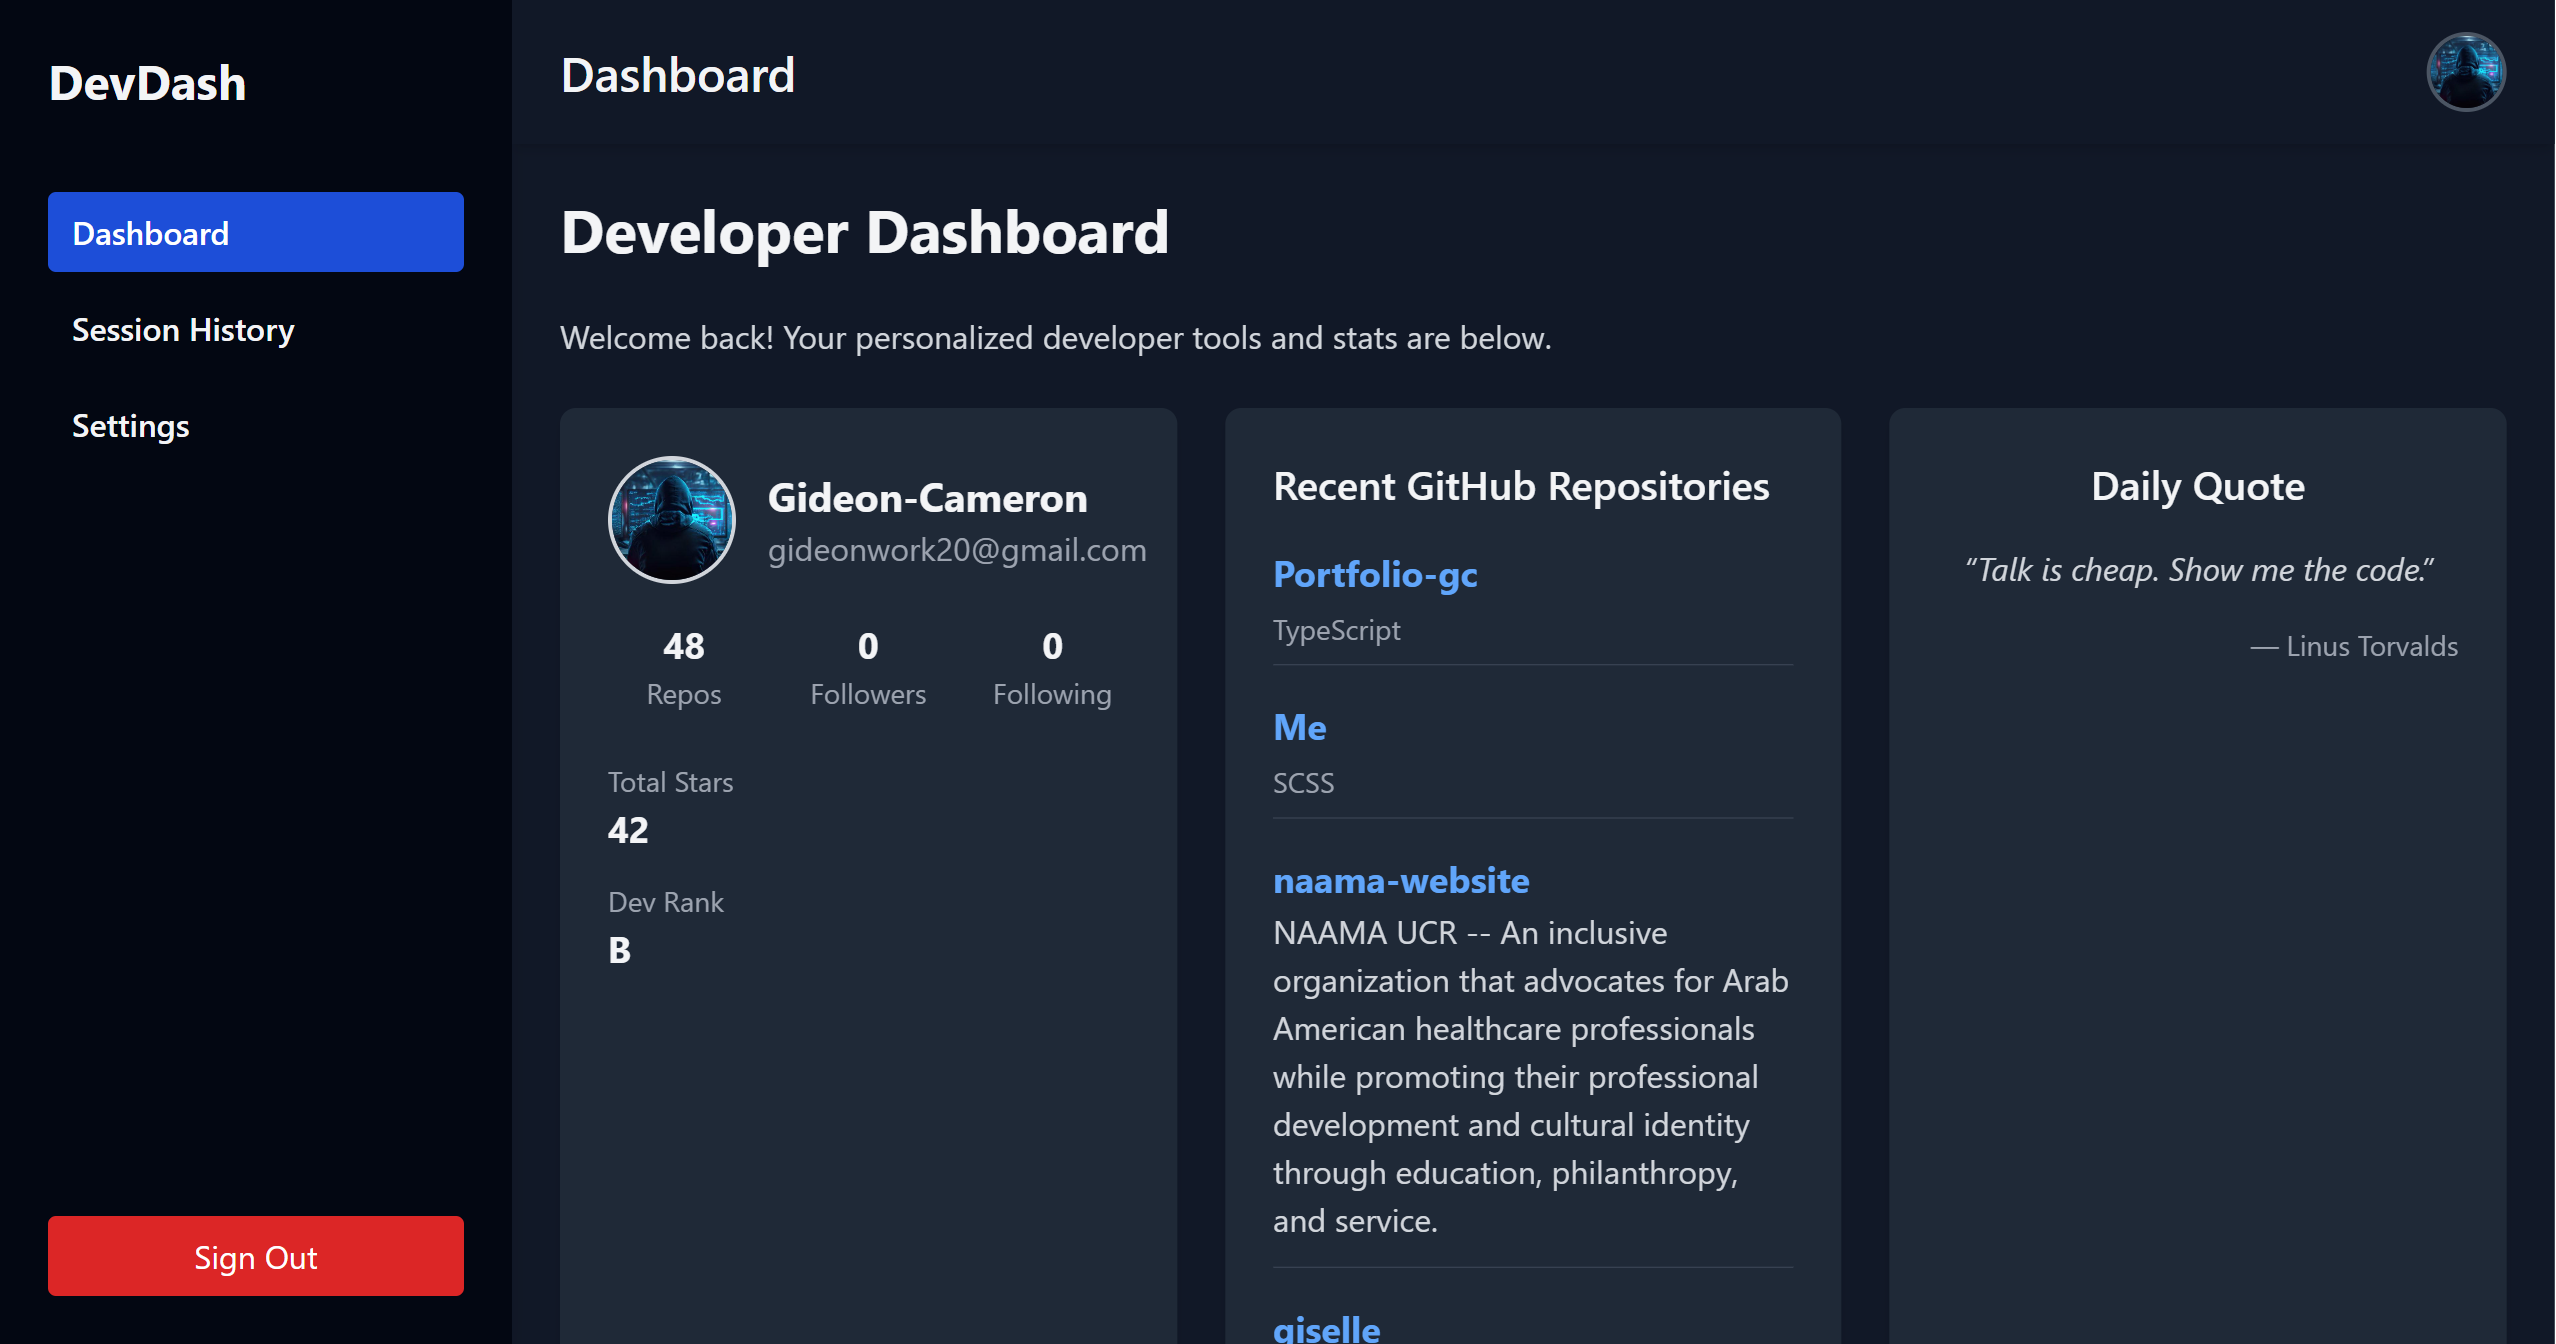 DevDash
Dashboard
Session History
Settings
Sign Out
Dashboard
Developer Dashboard
Welcome back! Your personalized developer tools and stats are below.
Gideon-Cameron
gideonwork20@gmail.com
48
Repos
0
Followers
0
Following
Total Stars
42
Dev Rank
B
Recent GitHub Repositories
Portfolio-gc
TypeScript
Me
SCSS
naama-website
NAAMA UCR -- An inclusive
organization that advocates for Arab
American healthcare professionals
while promoting their professional
development and cultural identity
through education, philanthropy,
and service.
giselle
Daily Quote
“Talk is cheap. Show me the code.”
— Linus Torvalds